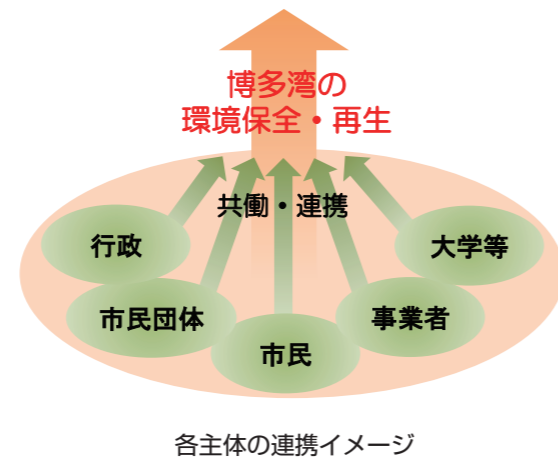 博多湾の
環境保全・再生
共働・連携
行政
大学等
市民団体
事業者
市民
各主体の連携イメージ